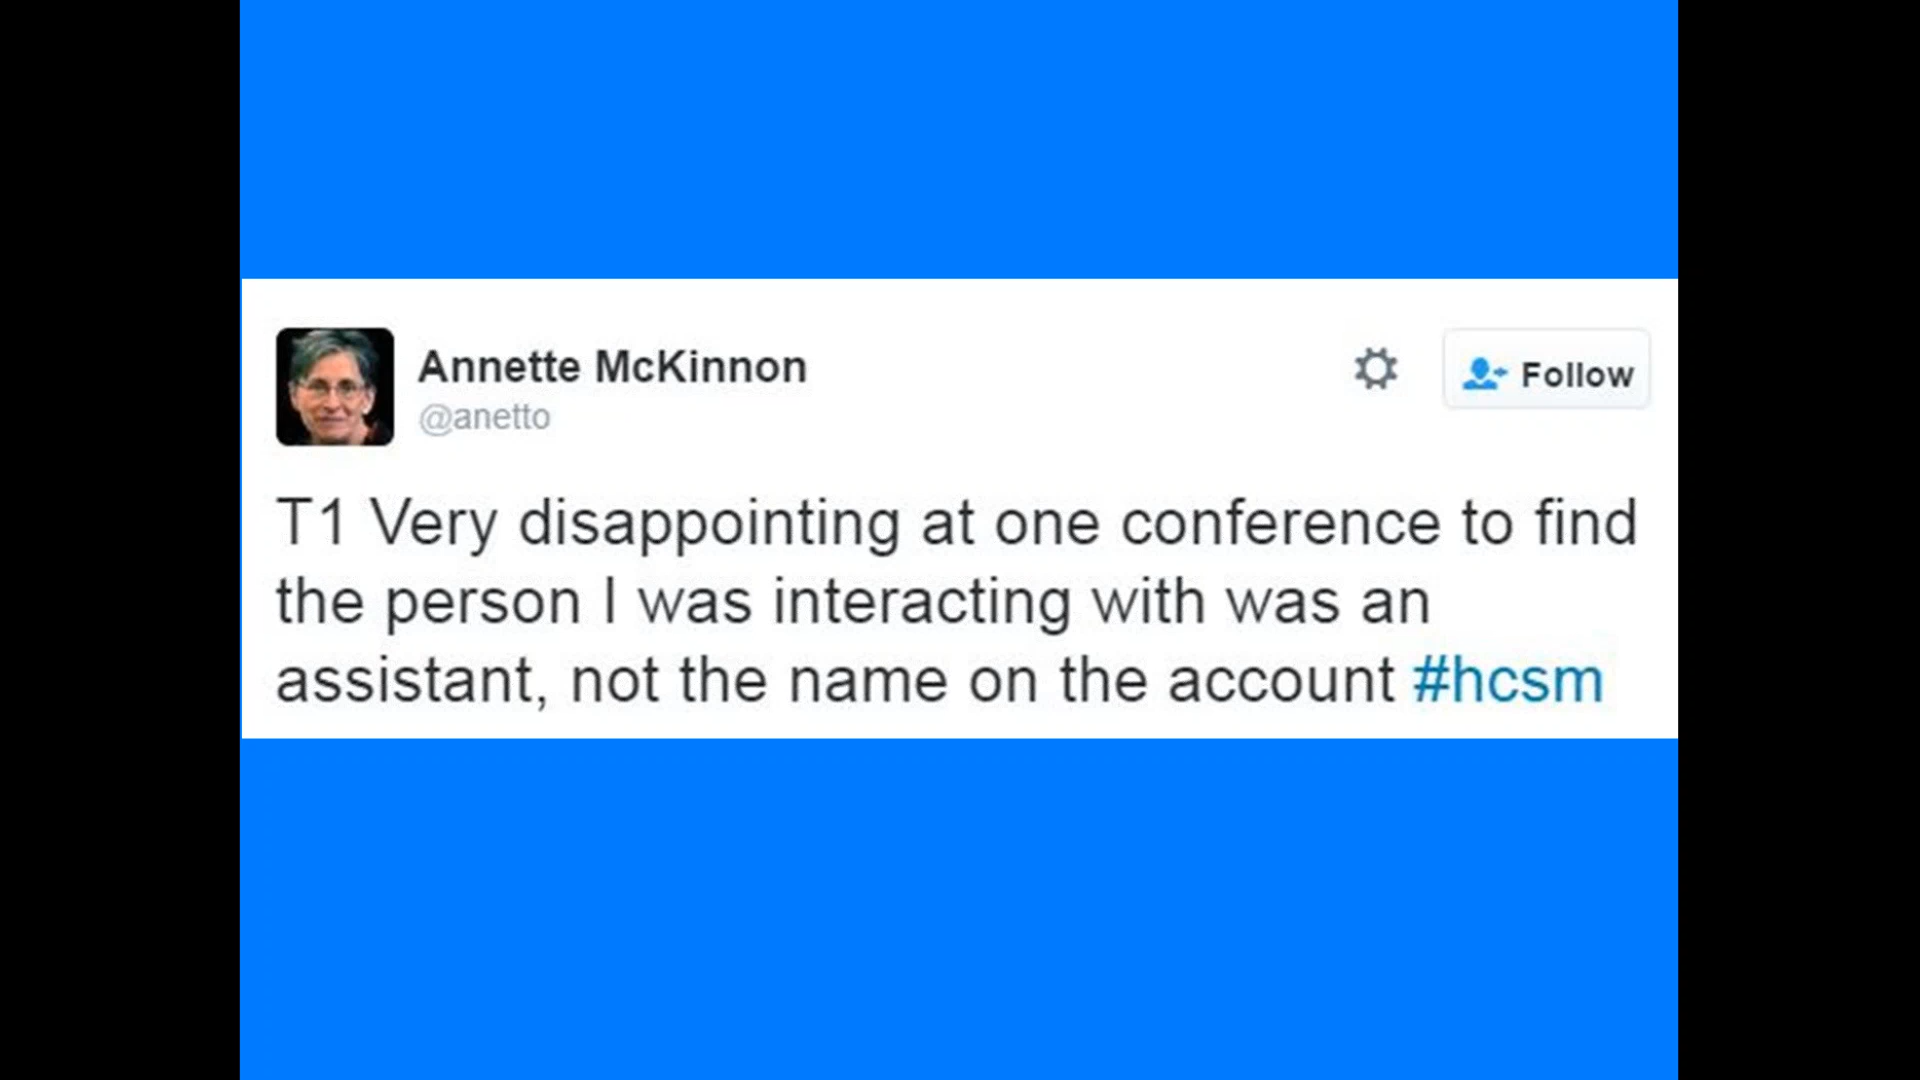 Annette McKinnon
@anetto
Follow
T1 Very disappointing at one conference to find
the person I was interacting with was an
assistant, not the name on the account #hcsm